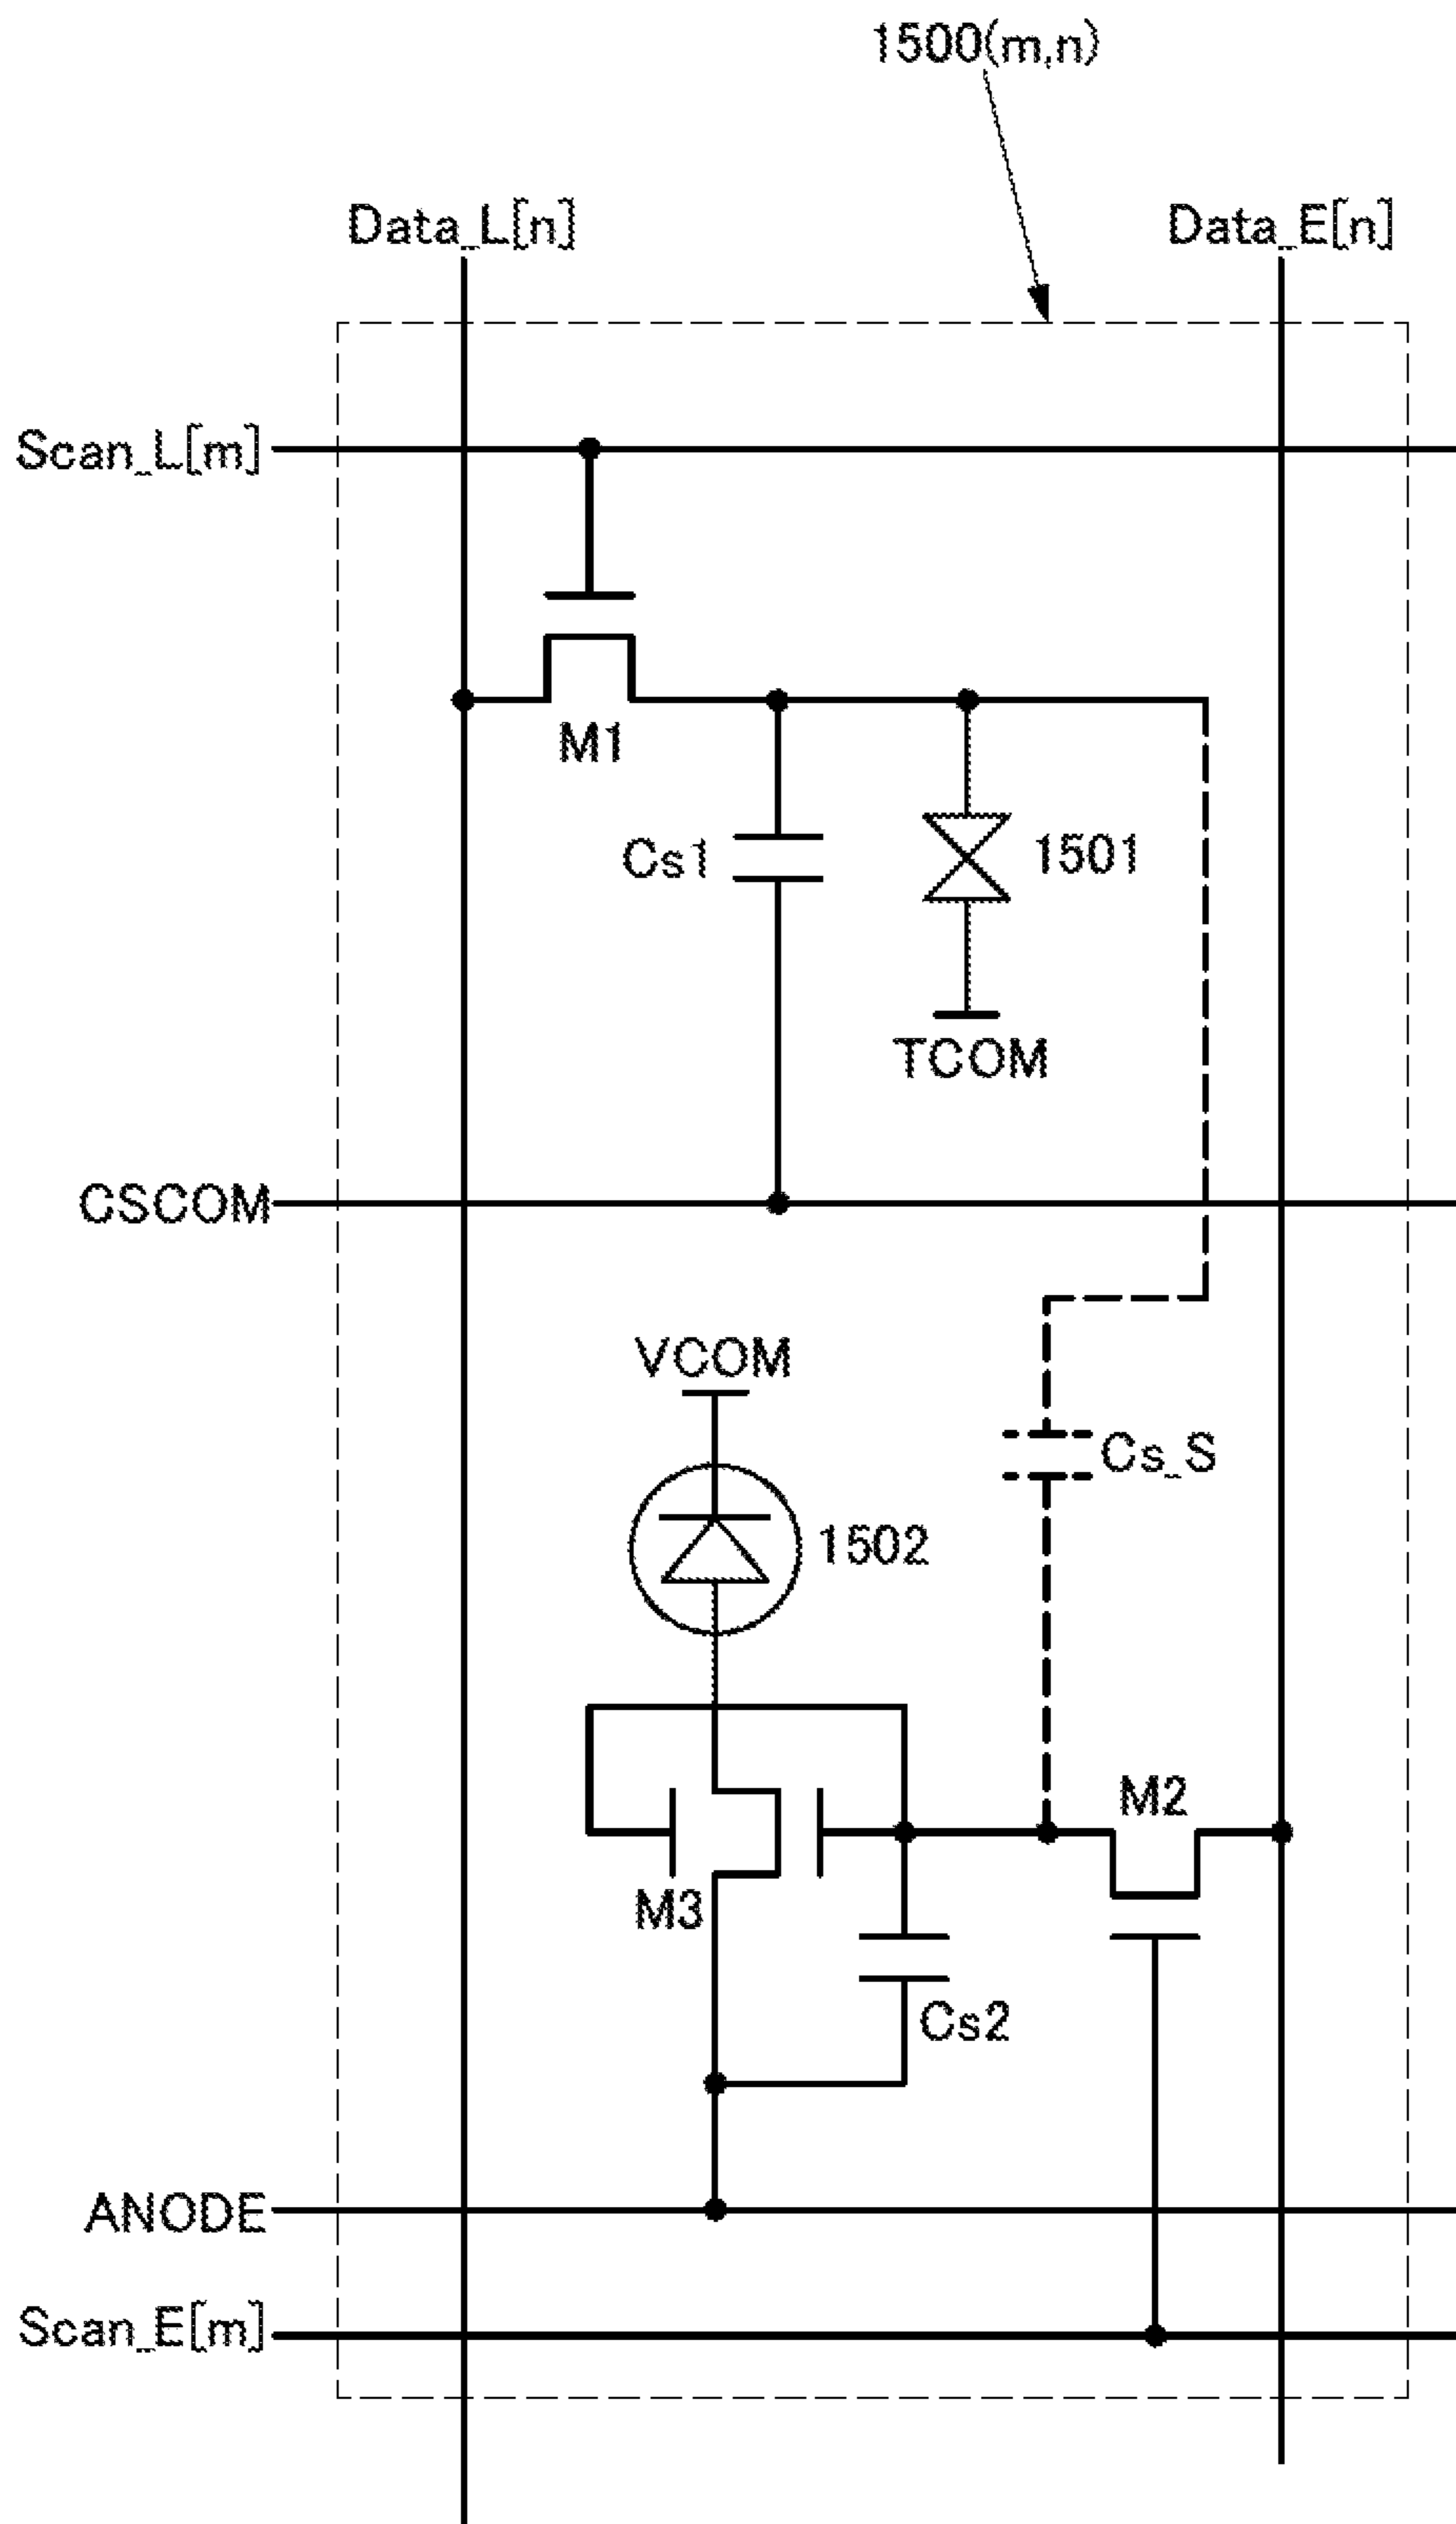 1500(m,n)
Data_L[n]
Data_E[n]
Scan_L[m]
M1
Cs1
1501
TCOM
CSCOM
VCOM
Cs_S
1502
M2
M3
Cs2
ANODE
Scan_E[m]